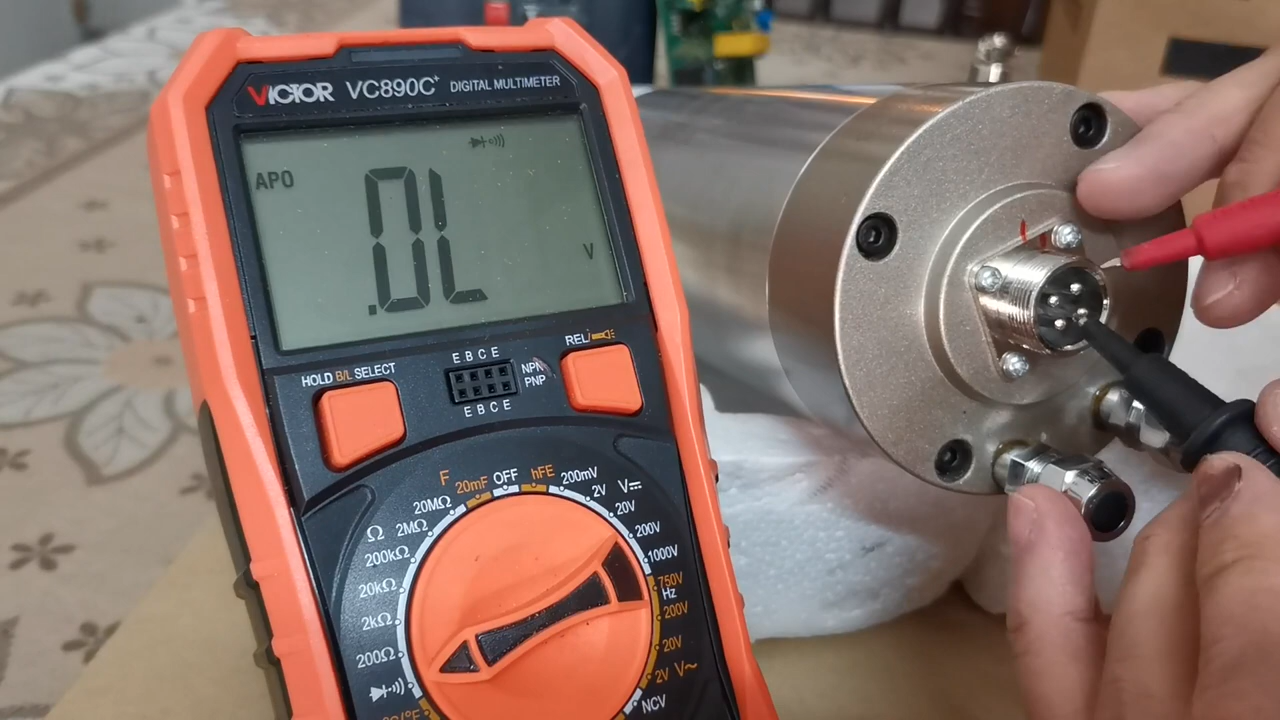 VICTOR VC890C+ DIGITAL MULTIMETER
APO
.OL
V
HOLD B/L SELECT
E B C E
NPN
PNP
E B C E
REL/
F
20mF
OFF
hFE
200mV
2V
V
20V
200V
1000V
750V
Hz
200V
20V
2V
V~
NCV
20MΩ
Ω
2MΩ
200kΩ
20kΩ
2kΩ
200Ω